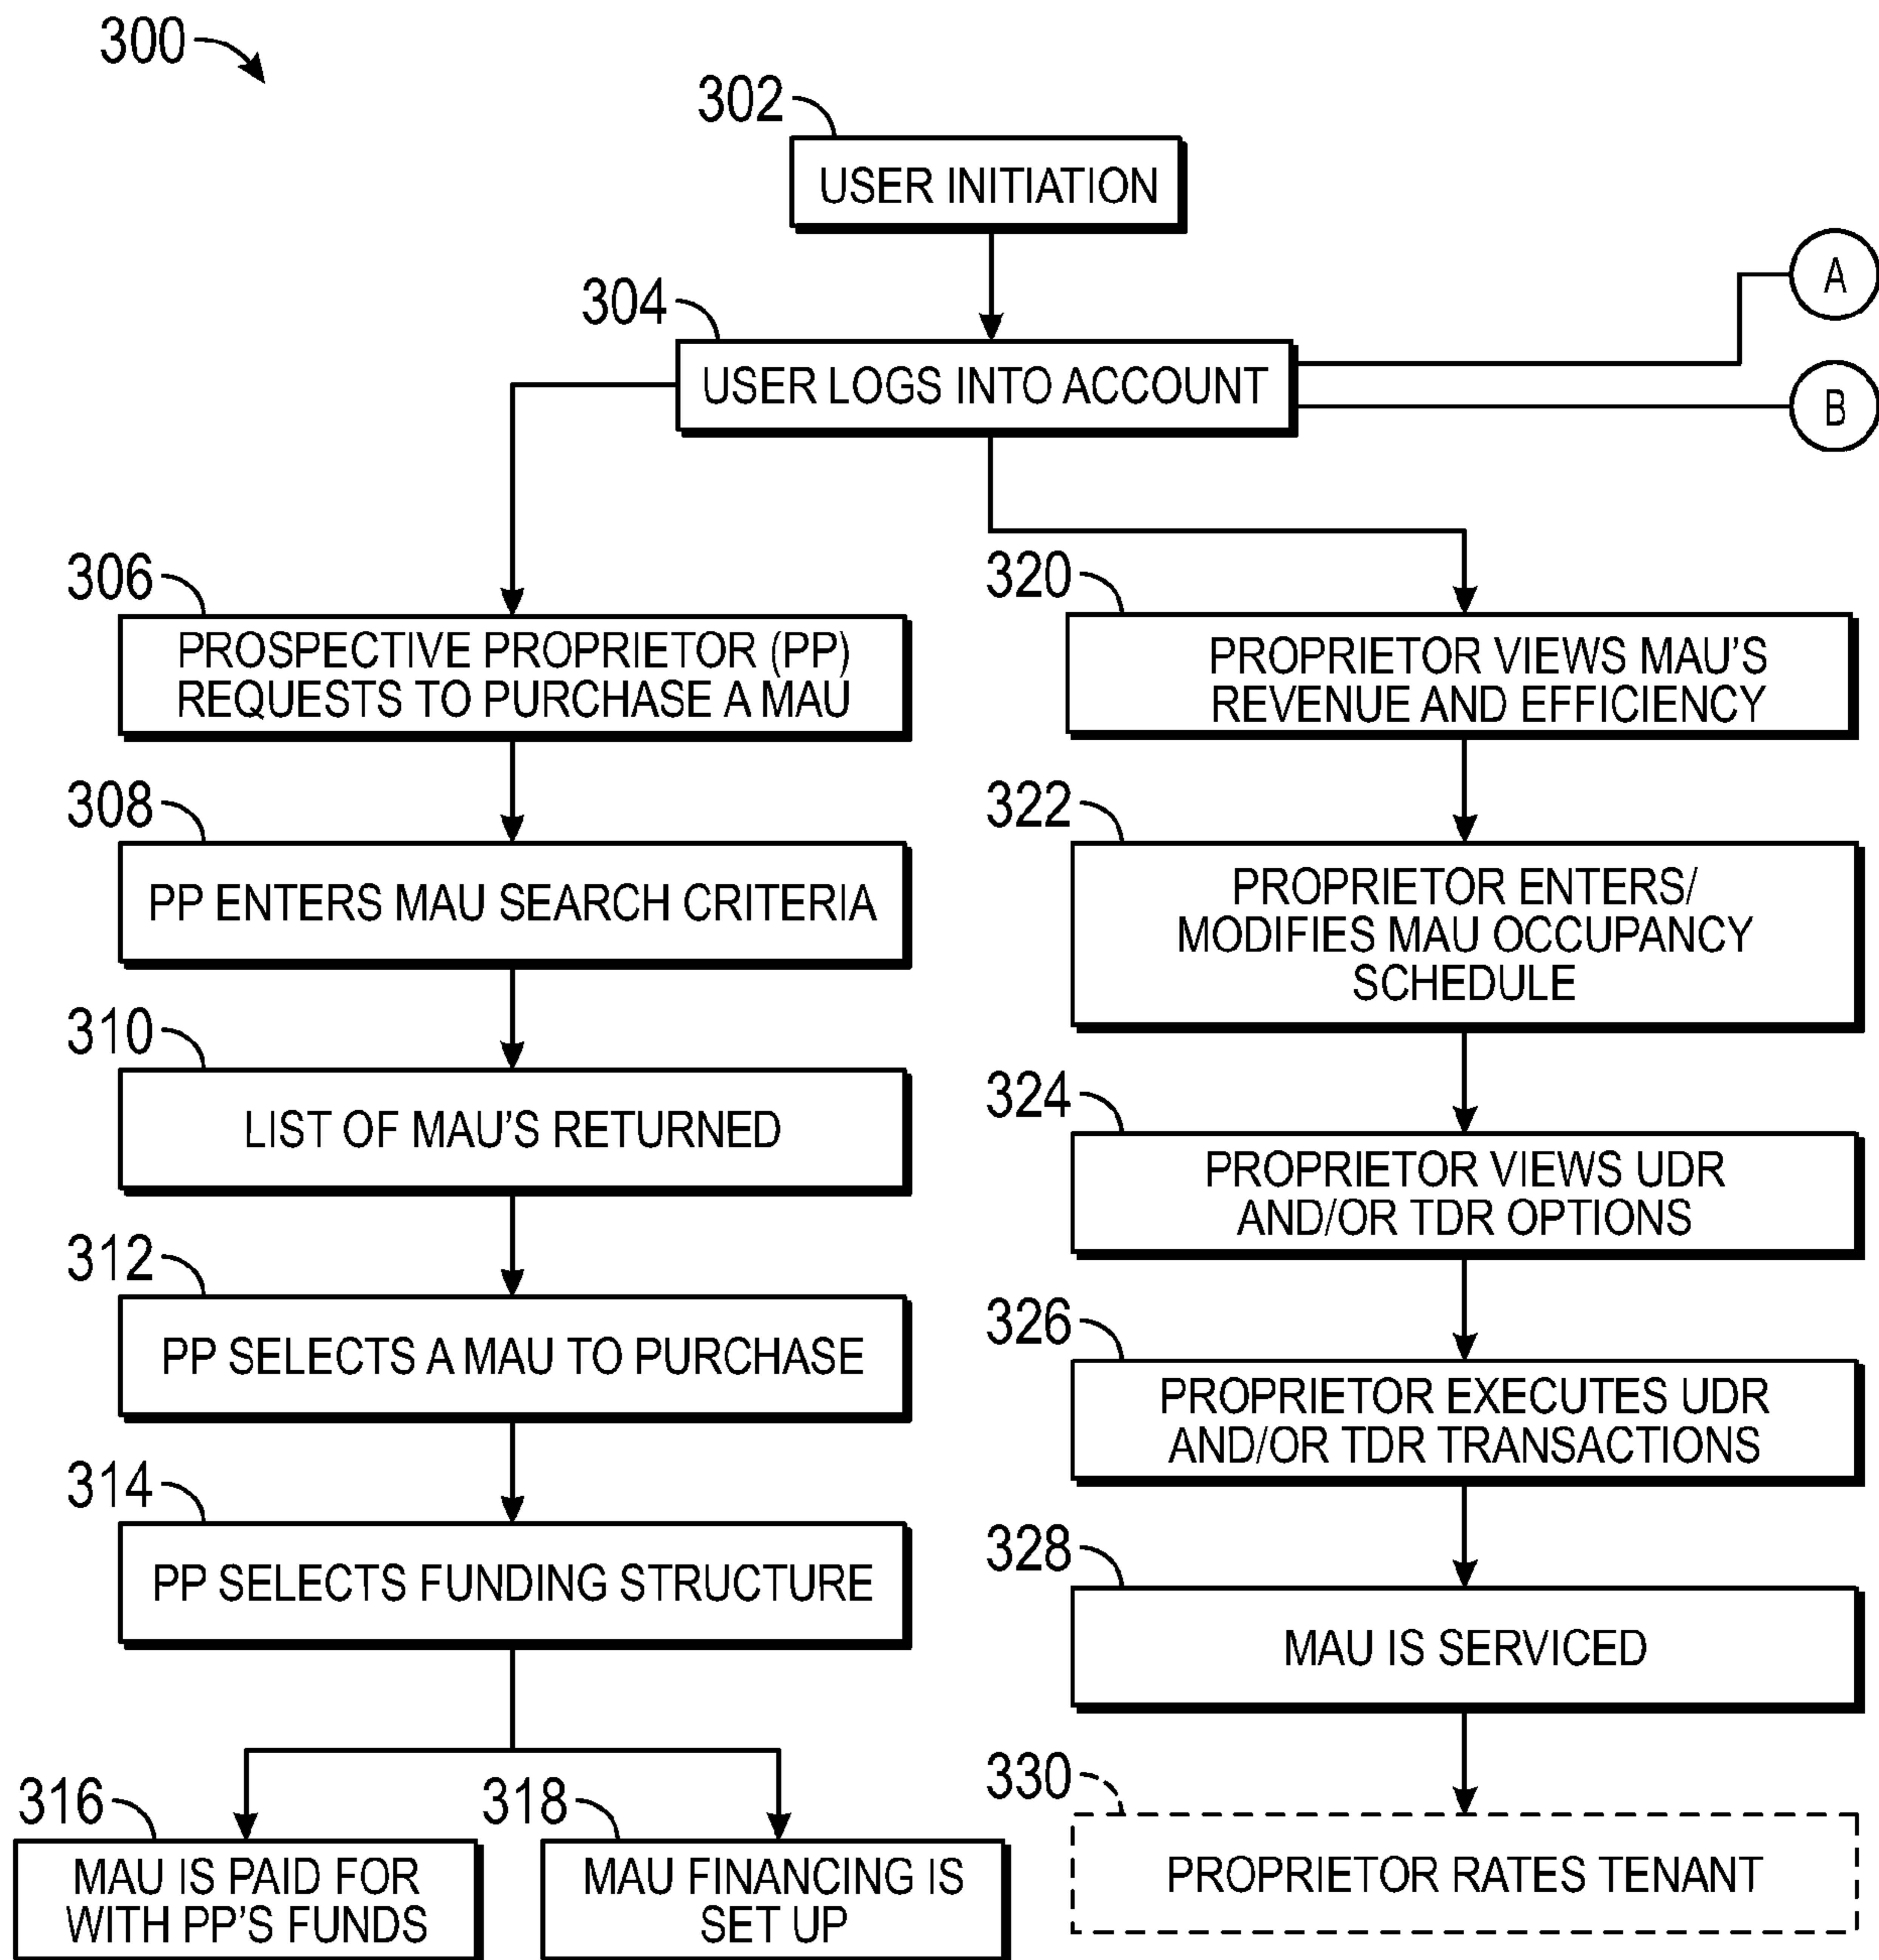 300
302
USER INITIATION
A
304
USER LOGS INTO ACCOUNT
B
306
PROSPECTIVE PROPRIETOR (PP)
REQUESTS TO PURCHASE A MAU
308
PP ENTERS MAU SEARCH CRITERIA
310
LIST OF MAU'S RETURNED
312
PP SELECTS A MAU TO PURCHASE
314
PP SELECTS FUNDING STRUCTURE
316
MAU IS PAID FOR
WITH PP'S FUNDS
318
MAU FINANCING IS
SET UP
320
PROPRIETOR VIEWS MAU'S
REVENUE AND EFFICIENCY
322
PROPRIETOR ENTERS/
MODIFIES MAU OCCUPANCY
SCHEDULE
324
PROPRIETOR VIEWS UDR
AND/OR TDR OPTIONS
326
PROPRIETOR EXECUTES UDR
AND/OR TDR TRANSACTIONS
328
MAU IS SERVICED
330
PROPRIETOR RATES TENANT